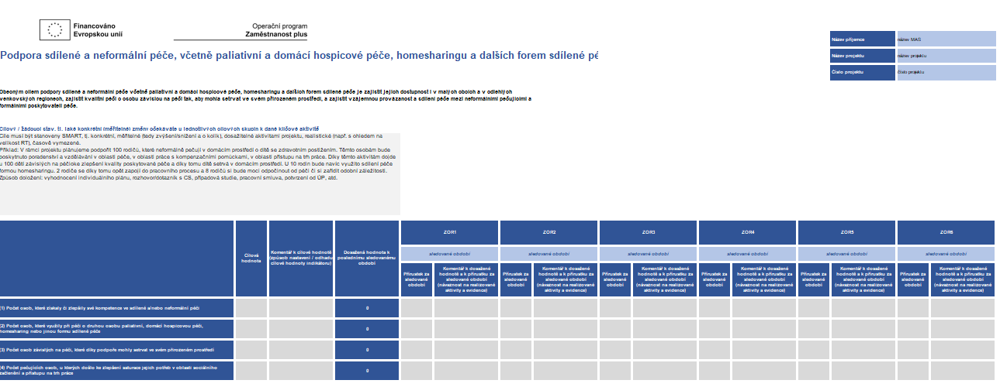 Financováno
Evropskou unií
Operační program
Zaměstnanost plus
Název příjemce
název MAS
Podpora sdílené a neformální péče, včetně paliativní a domácí hospicové péče, homesharingu a dalších forem sdílené pé
Název projektu
název projektu
Číslo projektu
číslo projektu
Obecným cílem podpory sdílené a neformální péče včetně paliativní a domácí hospicové péče, homesharingu a dalších forem sdílené péče je zajistit jejich dostupnost i v malých obcích a v odlehlých
venkovských regionech, zajistit kvalitní péči o osobu závislou na péči tak, aby mohla setrvat ve svém přirozeném prostředí, a zajistit vzájemnou provázanost a sdílení péče mezi neformálními pečujícími a
formálními poskytovateli péče.
Cílový / žádoucí stav, tj. jaké konkrétní (měřitelné) změny očekáváte u jednotlivých cílových skupin k dané klíčové aktivitě
Cíle musí být stanoveny SMART, tj. konkrétní, měřitelné (tedy zvýšení/snížení a o kolik), dosažitelné aktivitami projektu, realistické (např. s ohledem na
velikost RT), časově vymezené.
Příklad: V rámci projektu plánujeme podpořit 100 rodičů, které neformálně pečují v domácím prostředí o dítě se zdravotním postižením. Těmto osobám bude
poskytnuto poradenství a vzdělávání v oblasti péče, v oblasti práce s kompenzačními pomůckami, v oblasti přístupu na trh práce. Díky těmto aktivitám dojde
u 100 dětí závislých na péči oke zlepšení kvality poskytované péče a díky tomu dítě setrvá v domácím prostředí. U 10 rodin bude navíc využito sdílení péče
formou homesharingu. 2 rodiče se díky tomu opět zapojí do pracovního procesu a 8 rodičů si bude moci odpočinout od péčí či si zařídit odobní záležitosti.
Způsob doložení: vyhodnocení individuálního plánu, rozhovor/dotazník s CS, případová studie, pracovní smluva, potvrzení od ÚP, atd.
Cílová
hodnota
Komentář k cílové hodnotě
(způsob nastavení / odhadu
cílové hodnoty indikátoru)
Dosažená hodnota k
poslednímu sledovanému
období
ZOR1
ZOR2
ZOR3
ZOR4
ZOR5
ZOR6
sledované období
sledované období
sledované období
sledované období
sledované období
sledované období
Přírustek za
sledované
období
Komentář k dosažené
hodnotě a k přírustku za
sledované období
(návaznost na realizované
aktivity a evidence)
Přírustek za
sledované
období
Komentář k dosažené
hodnotě a k přírustku za
sledované období
(návaznost na realizované
aktivity a evidence)
Přírustek za
sledované
období
Komentář k dosažené
hodnotě a k přírustku za
sledované období
(návaznost na realizované
aktivity a evidence)
Přírustek za
sledované
období
Komentář k dosažené
hodnotě a k přírustku za
sledované období
(návaznost na realizované
aktivity a evidence)
Přírustek za
sledované
období
Komentář k dosažené
hodnotě a k přírustku za
sledované období
(návaznost na realizované
aktivity a evidence)
Přírustek za
sledované
období
Komentář k dosažené
hodnotě a k přírustku za
sledované období
(návaznost na realizované
aktivity a evidence)
(1) Počet osob, které získaly či zlepšily své kompetence ve sdílené a/nebo neformální péči
0
(2) Počet osob, které využily při péči o druhou osobu paliativní, domácí hospicovou péči,
homesharing nebo jinou formu sdílené péče
0
(3) Počet osob závislých na péči, které díky podpoře mohly setrvat ve svém přirozeném prostředí
0
(4) Počet pečujících osob, u kterých došlo ke zlepšení saturace jejich potřeb v oblasti sociálního
začlenění a přístupu na trh práce
0